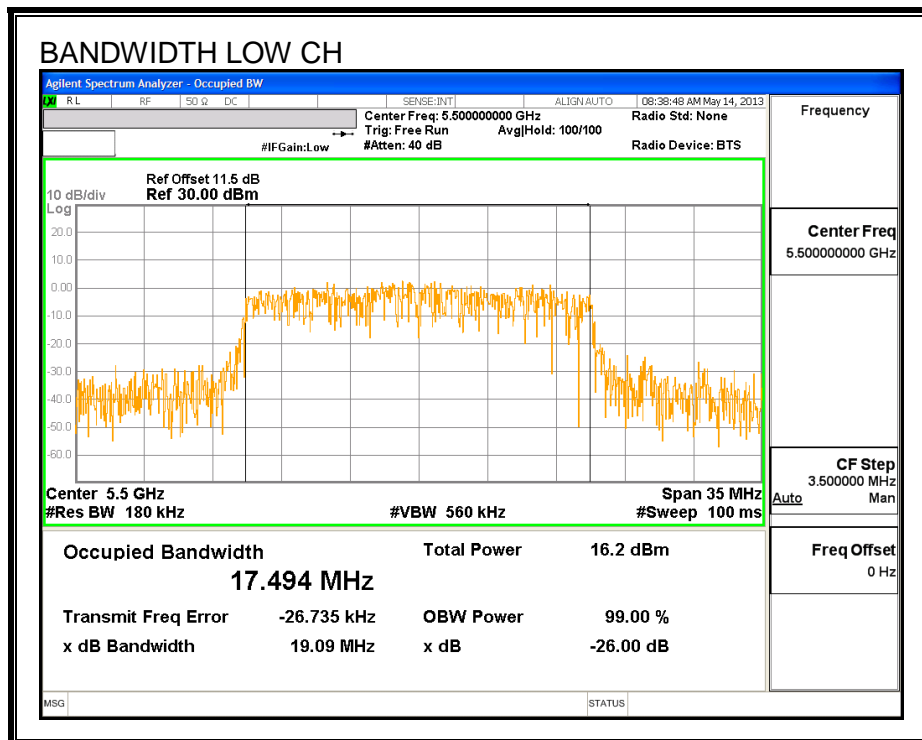 BANDWIDTH LOW CH
Agilent Spectrum Analyzer - Occupied BW
LXI RL RF 50 Ω DC SENSE:INT ALIGNAUTO 08:38:48 AM May 14, 2013
Center Freq: 5.500000000 GHz Radio Std: None
Trig: Free Run Avg|Hold: 100/100
#IFGain:Low #Atten: 40 dB Radio Device: BTS
Ref Offset 11.5 dB
10 dB/div Ref 30.00 dBm
Log
20.0
10.0
0.00
-10.0
-20.0
-30.0
-40.0
-50.0
-60.0
Center 5.5 GHz Span 35 MHz
#Res BW 180 kHz #VBW 560 kHz #Sweep 100 ms
Occupied Bandwidth Total Power 16.2 dBm
17.494 MHz
Transmit Freq Error -26.735 kHz OBW Power 99.00 %
x dB Bandwidth 19.09 MHz x dB -26.00 dB
MSG STATUS
Frequency
Center Freq
5.500000000 GHz
CF Step
3.500000 MHz
Auto Man
Freq Offset
0 Hz